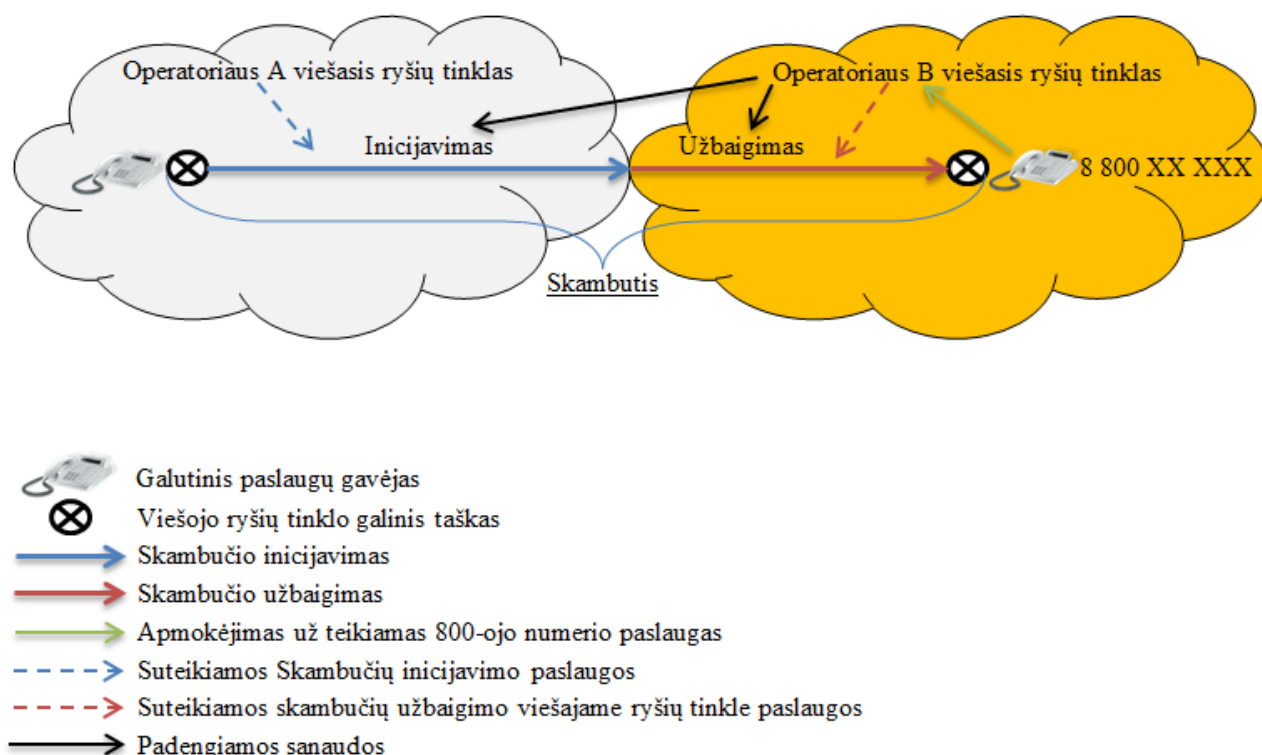 Operatoriaus A viešasis ryšių tinklas
Operatoriaus B viešasis ryšių tinklas
Inicijavimas
Užbaigimas
8 800 XX XXX
Skambutis
Galutinis paslaugų gavėjas
Viešojo ryšių tinklo galinis taškas
Skambučio inicijavimas
Skambučio užbaigimas
Apmokėjimas už teikiamas 800-ojo numerio paslaugas
Suteikiamos Skambučių inicijavimo paslaugos
Suteikiamos skambučių užbaigimo viešajame ryšių tinkle paslaugos
Padengiamos sąnaudos